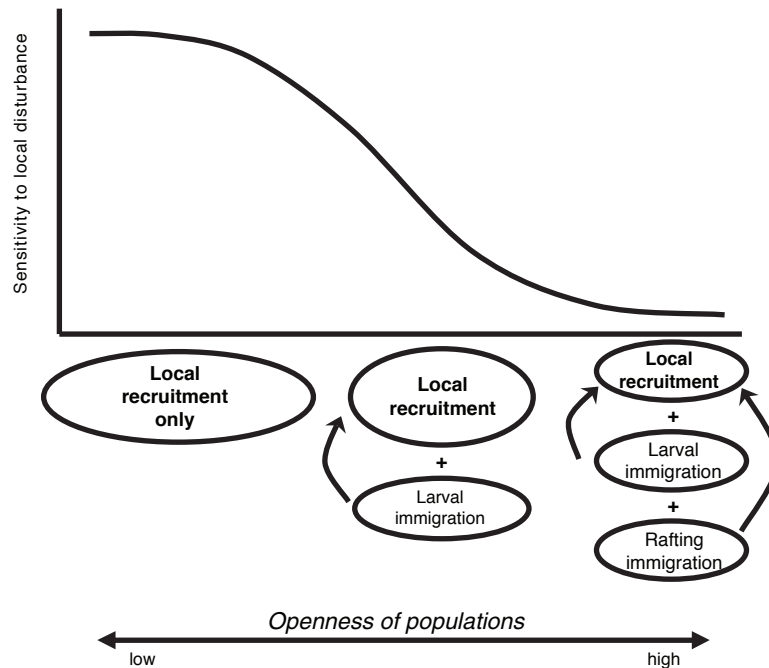 Sensitivity to local disturbance
Local
recruitment
only
Local
recruitment
+
Larval
immigration
Local
recruitment
+
Larval
immigration
+
Rafting
immigration
Openness of populations
low
high